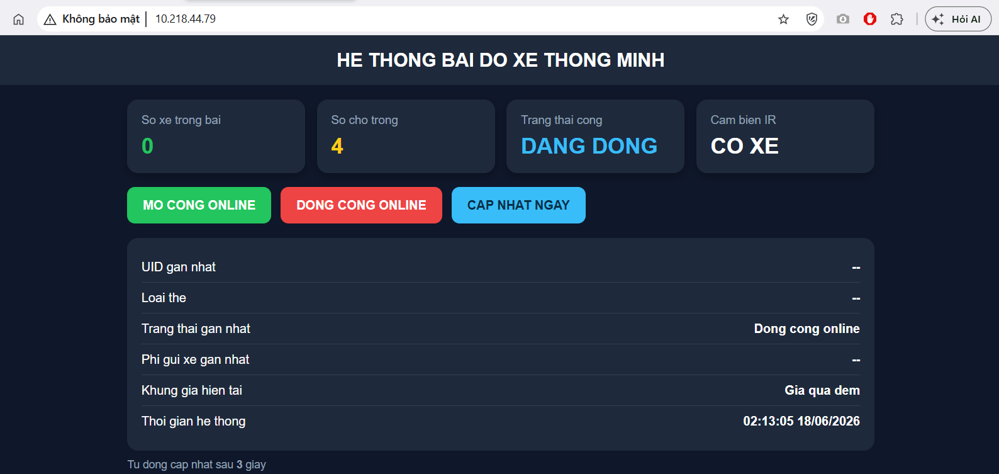 Không bảo mật
10.218.44.79
Hỏi AI
HE THONG BAI DO XE THONG MINH
So xe trong bai
0
So cho trong
4
Trang thai cong
DANG DONG
Cam bien IR
CO XE
MO CONG ONLINE
DONG CONG ONLINE
CAP NHAT NGAY
UID gan nhat --
Loai the --
Trang thai gan nhat Dong cong online
Phi gui xe gan nhat --
Khung gia hien tai Gia qua dem
Thoi gian he thong 02:13:05 18/06/2026
Tu dong cap nhat sau 3 giay